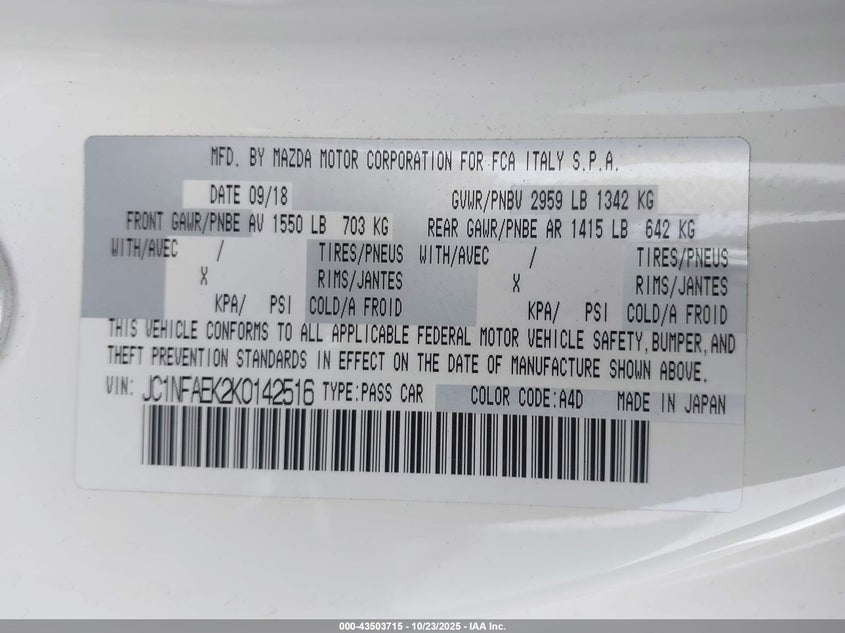 MFD. BY MAZDA MOTOR CORPORATION FOR FCA ITALY S.P.A.
DATE 09/18 GVWR/PNBV 2959 LB 1342 KG
FRONT GAWR/PNBE AV 1550 LB 703 KG REAR GAWR/PNBE AR 1415 LB 642 KG
WITH/AVEC / TIRES/PNEUS WITH/AVEC / TIRES/PNEUS
X RIMS/JANTES X RIMS/JANTES
KPA/ PSI COLD/A FROID KPA/ PSI COLD/A FROID
THIS VEHICLE CONFORMS TO ALL APPLICABLE FEDERAL MOTOR VEHICLE SAFETY, BUMPER, AND
THEFT PREVENTION STANDARDS IN EFFECT ON THE DATE OF MANUFACTURE SHOWN ABOVE.
VIN: JC1NFAEK2K0142516 TYPE:PASS CAR COLOR CODE:A4D MADE IN JAPAN
000-43503715 - 10/23/2025 - IAA Inc.